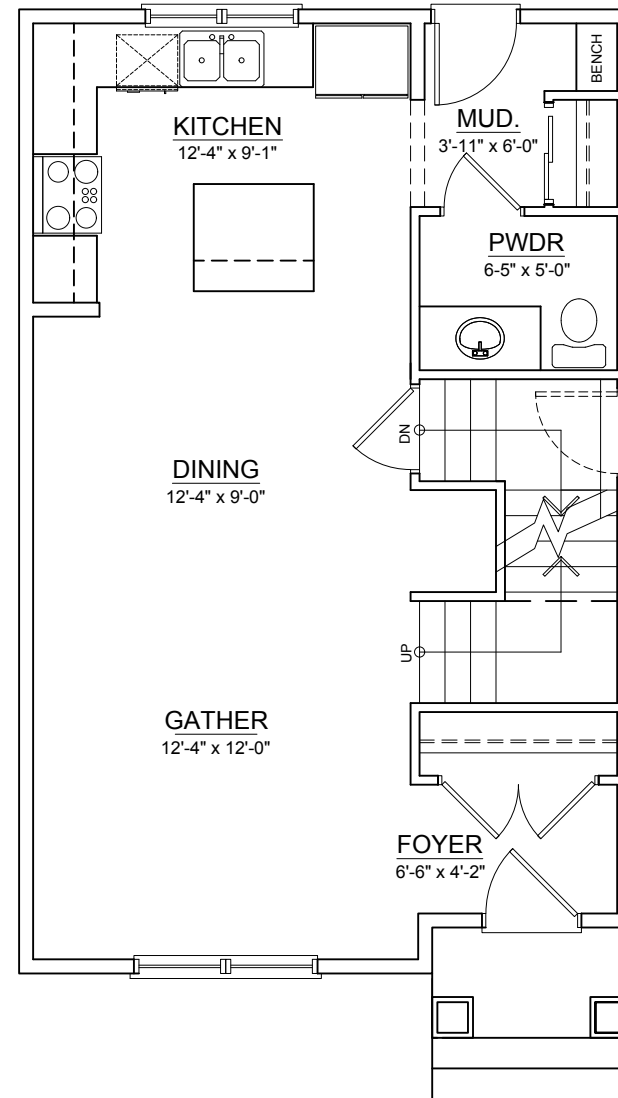 BENCH
KITCHEN
12'-4" x 9'-1"
MUD.
3'-11" x 6'-0"
PWDR
6-5" x 5'-0"
DN
DINING
12'-4" x 9'-0"
UP
GATHER
12'-4" x 12'-0"
FOYER
6'-6" x 4'-2"